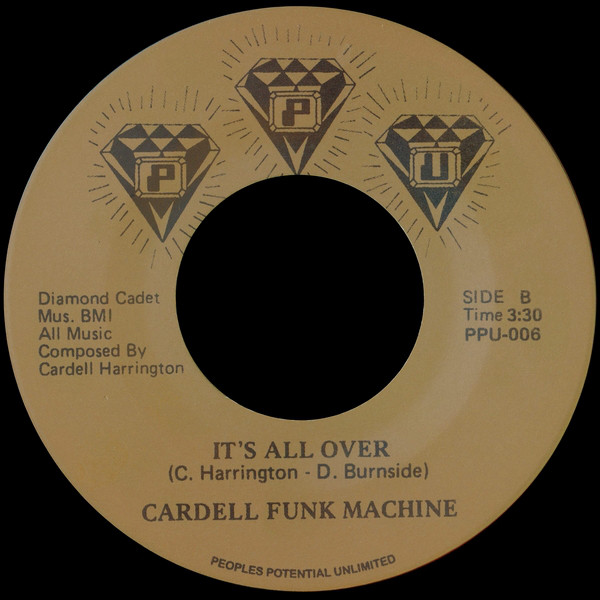 P
P
U
Diamond Cadet
Mus. BMI
All Music
Composed By
Cardell Harrington
SIDE B
Time 3:30
PPU-006
IT'S ALL OVER
(C. Harrington - D. Burnside)
CARDELL FUNK MACHINE
PEOPLES POTENTIAL UNLIMITED